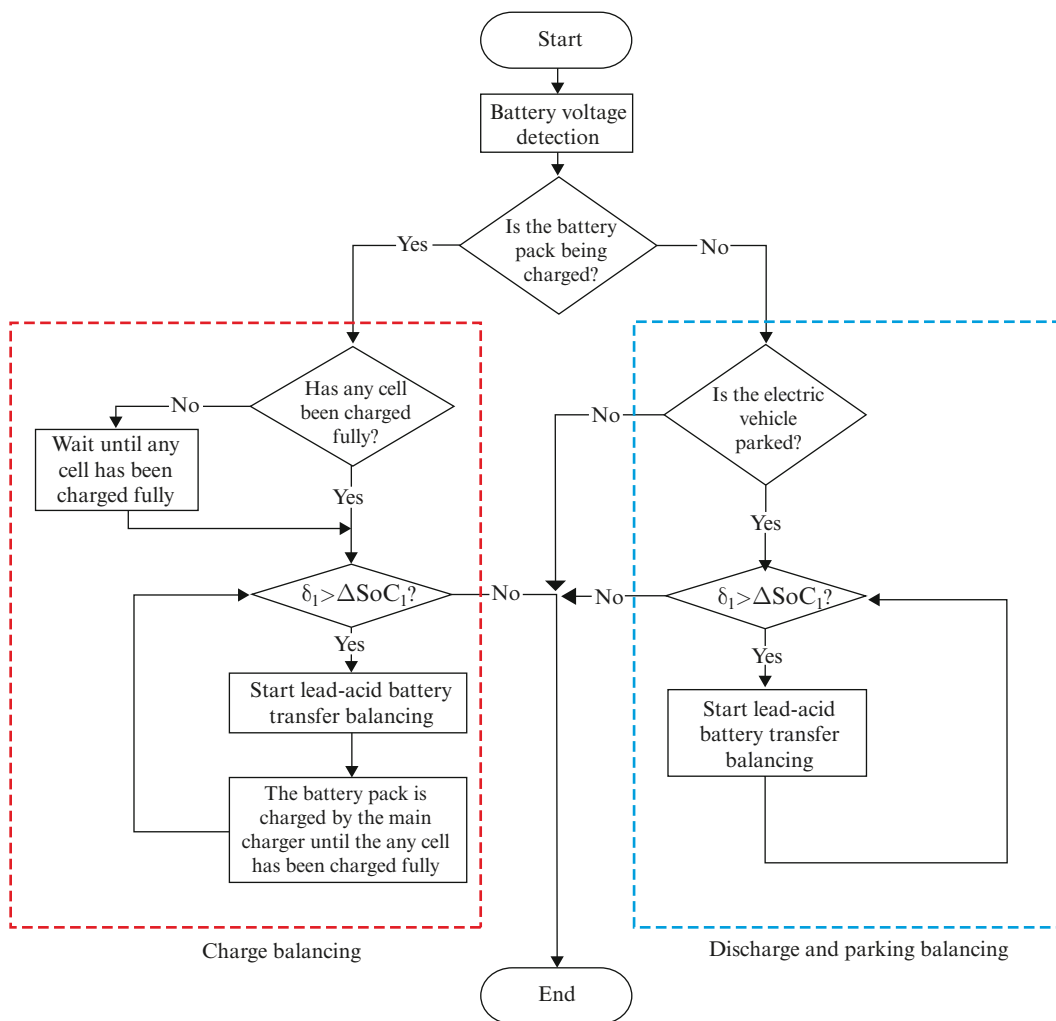 Start
Battery voltage
detection
Is the battery
pack being
charged?
Yes
No
Has any cell
been charged
fully?
No
Wait until any
cell has been
charged fully
Yes
δ₁>ΔSoC₁?
No
Yes
Start lead-acid battery
transfer balancing
The battery pack is
charged by the main
charger until the any cell
has been charged fully
Charge balancing
Is the electric
vehicle
parked?
No
Yes
δ₁>ΔSoC₁?
No
Yes
Start lead-acid
battery transfer
balancing
Discharge and parking balancing
End